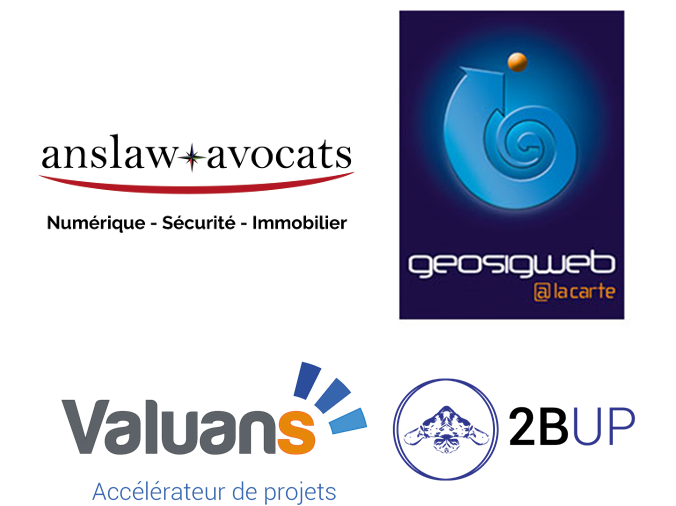 anslaw avocats
Numérique - Sécurité - Immobilier
geosigweb
@lacarte
Valuans
Accélérateur de projets
2BUP